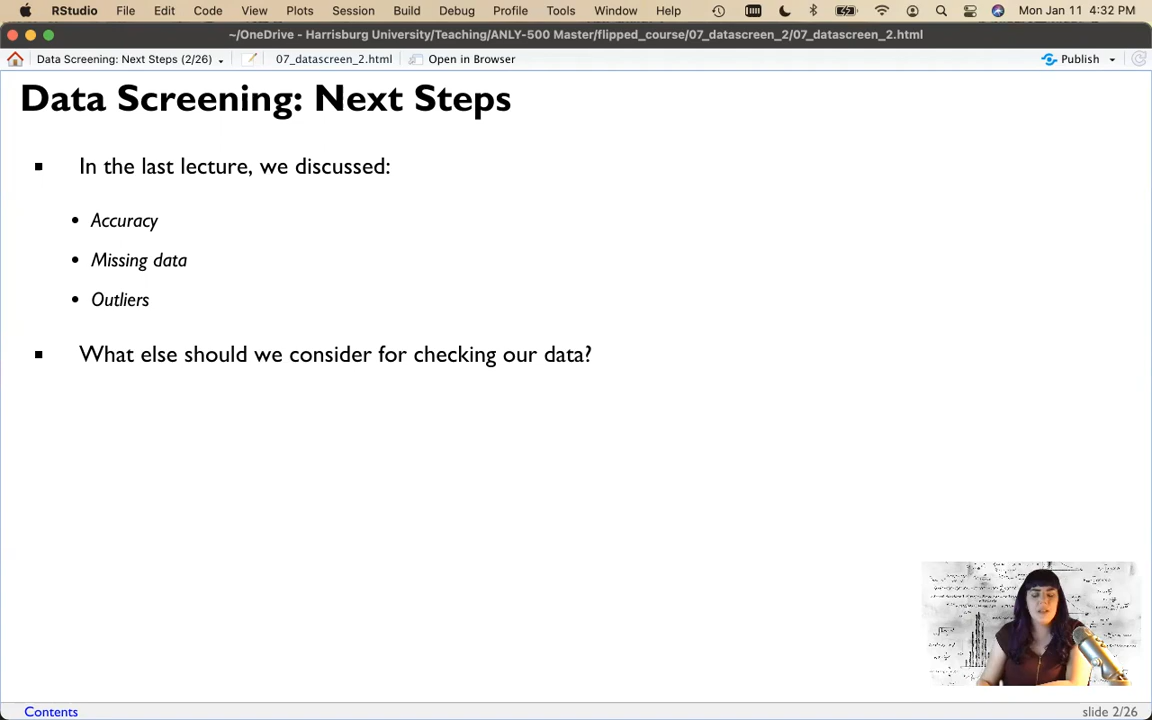 RStudio File Edit Code View Plots Session Build Debug Profile Tools Window Help Mon Jan 11 4:32 PM
~/OneDrive - Harrisburg University/Teaching/ANLY-500 Master/flipped_course/07_datascreen_2/07_datascreen_2.html
Data Screening: Next Steps (2/26) 07_datascreen_2.html Open in Browser Publish
Data Screening: Next Steps
In the last lecture, we discussed:
Accuracy
Missing data
Outliers
What else should we consider for checking our data?
Contents slide 2/26